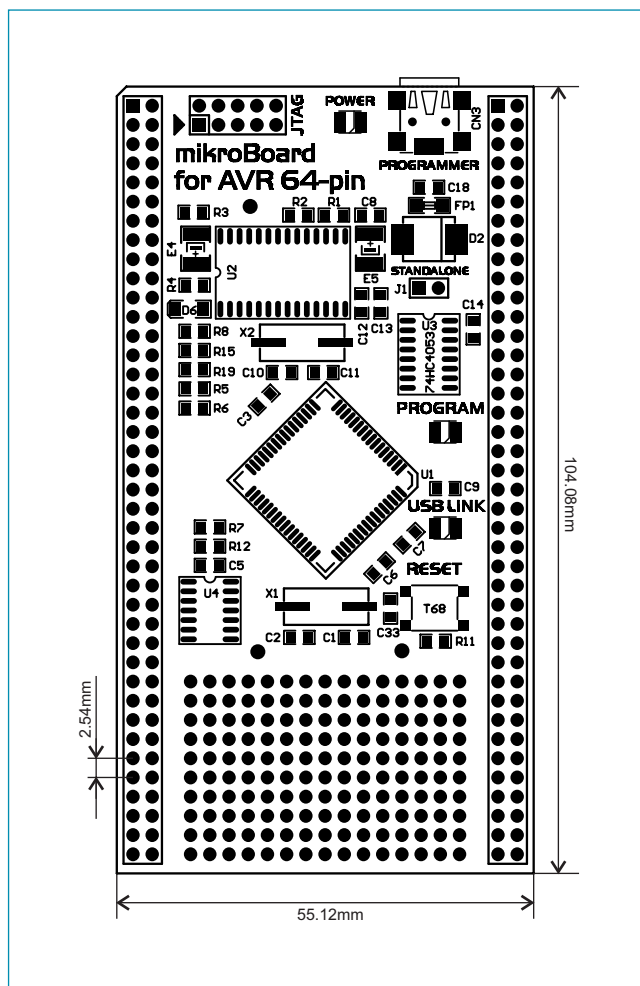 POWER
JTAG
CN3
mikroBoard
for AVR 64-pin
PROGRAMMER
C18
R3
R2
R1
C8
FP1
E4
U2
D2
STANDALONE
E5
R4
J1
D6
C12
C13
C14
U3
74HC4053
R8
X2
R15
R19
C10
C11
R5
R6
C3
PROGRAM
U1
C9
USB LINK
R7
R12
C5
C7
C6
RESET
U4
X1
T68
C33
C2
C1
R11
104.08mm
2.54mm
55.12mm